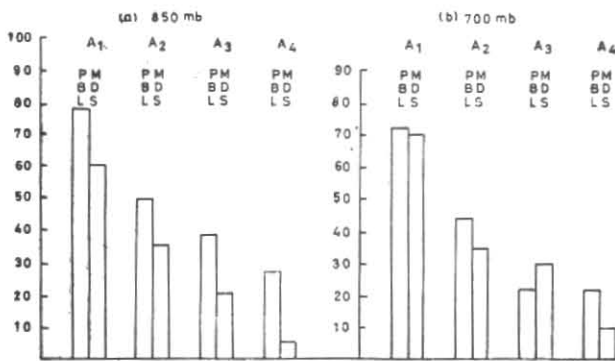 (a) 850 mb
(b) 700 mb
100
A1 A2 A3 A4
A1 A2 A3 A4
90
PM PM PM PM
90
PM PM PM PM
BD BD BD BD
BD BD BD BD
80
LS LS LS LS
80
LS LS LS LS
70
70
60
60
50
50
40
40
30
30
20
20
10
10